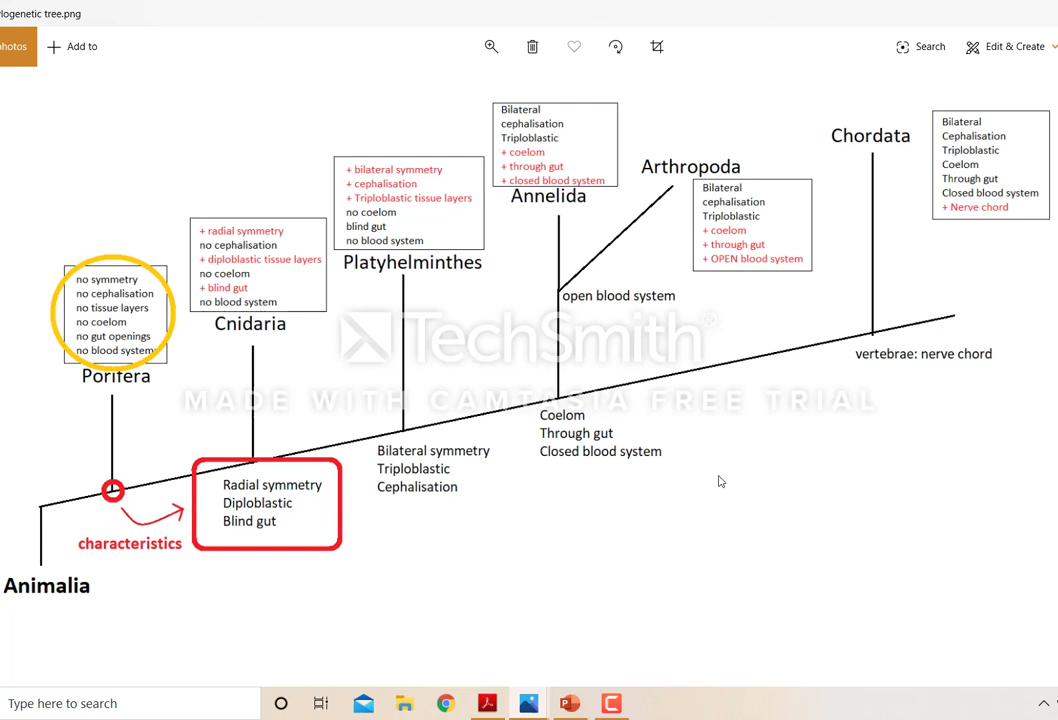 logenetic tree.png
photos
Add to
Search
Edit & Create
Bilateral
cephalisation
Triploblastic
+ coelom
+ through gut
+ closed blood system
Annelida
Arthropoda
Bilateral
cephalisation
Triploblastic
+ coelom
+ through gut
+ OPEN blood system
Chordata
Bilateral
Cephalisation
Triploblastic
Coelom
Through gut
Closed blood system
+ Nerve chord
+ bilateral symmetry
+ cephalisation
+ Triploblastic tissue layers
no coelom
blind gut
no blood system
Platyhelminthes
+ radial symmetry
no cephalisation
+ diploblastic tissue layers
no coelom
+ blind gut
no blood system
Cnidaria
no symmetry
no cephalisation
no tissue layers
no coelom
no gut openings
no blood system
Porifera
open blood system
TechSmith®
MADE WITH CAMTASIA FREE TRIAL
vertebrae: nerve chord
Coelom
Through gut
Closed blood system
Bilateral symmetry
Triploblastic
Cephalisation
Radial symmetry
Diploblastic
Blind gut
characteristics
Animalia
Type here to search